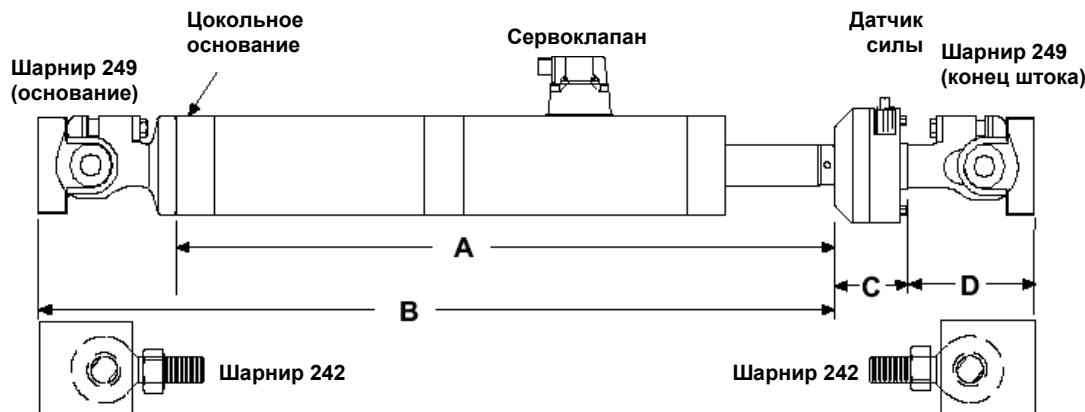 Цокольное
основание
Сервоклапан
Датчик
силы
Шарнир 249
(основание)
Шарнир 249
(конец штока)
A
B
C
D
Шарнир 242
Шарнир 242